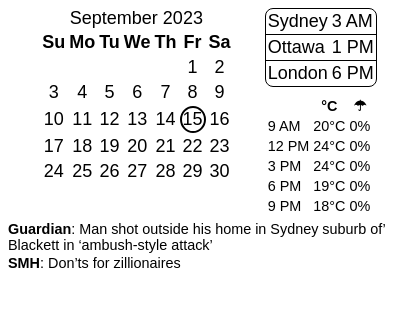 September 2023
Su Mo Tu We Th Fr Sa
1 2
3 4 5 6 7 8 9
10 11 12 13 14 15 16
17 18 19 20 21 22 23
24 25 26 27 28 29 30
Sydney 3 AM
Ottawa 1 PM
London 6 PM
°C ☂
9 AM 20°C 0%
12 PM 24°C 0%
3 PM 24°C 0%
6 PM 19°C 0%
9 PM 18°C 0%
Guardian: Man shot outside his home in Sydney suburb of’
Blackett in ‘ambush-style attack’
SMH: Don’ts for zillionaires